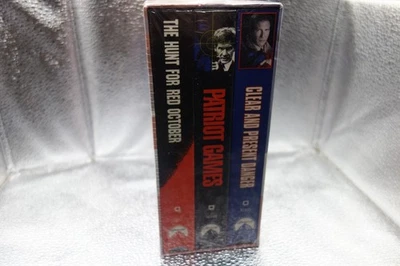 THE HUNT FOR RED OCTOBER
PATRIOT GAMES
CLEAR AND PRESENT DANGER